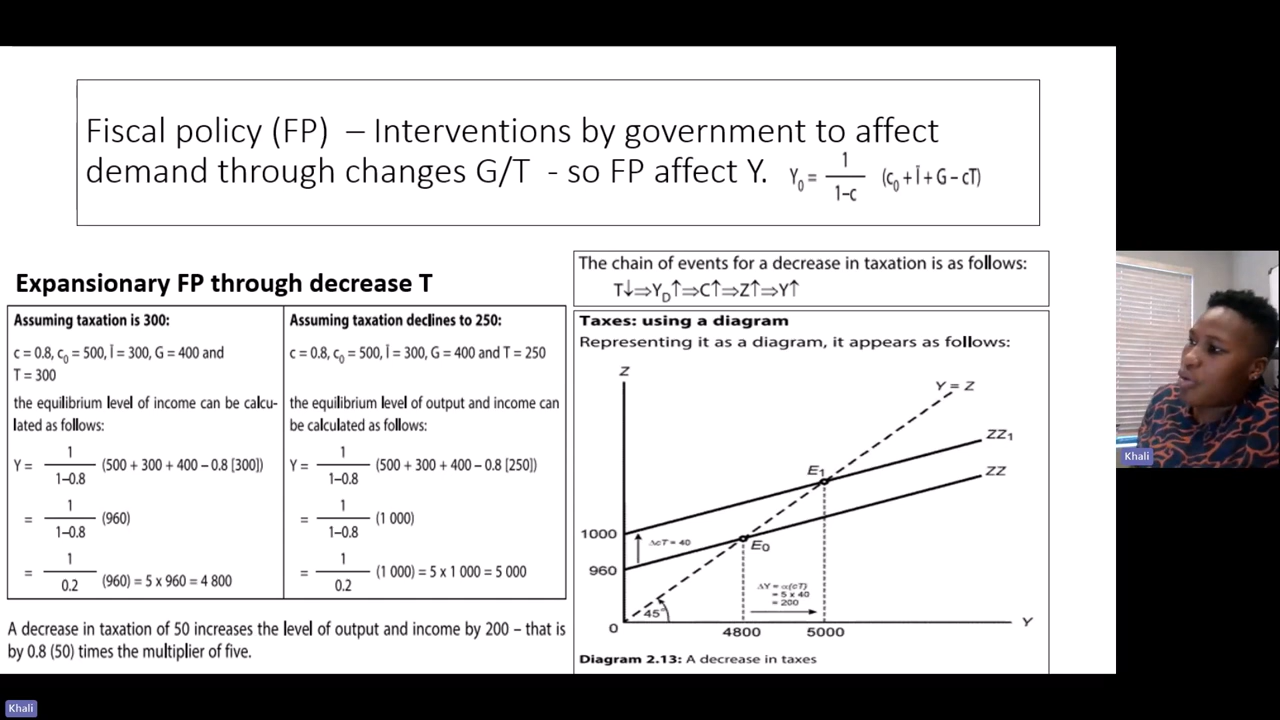 Fiscal policy (FP) – Interventions by government to affect
demand through changes G/T - so FP affect Y. Y₀ = 1/1–c (c₀ + Ī + G – cT)
Expansionary FP through decrease T
Assuming taxation is 300:
c = 0.8, c₀ = 500, Ī = 300, G = 400 and
T = 300
the equilibrium level of income can be calcu-
lated as follows:
Y = 1/1–0.8 (500 + 300 + 400 – 0.8 [300])
= 1/1–0.8 (960)
= 1/0.2 (960) = 5 x 960 = 4 800
Assuming taxation declines to 250:
c = 0.8, c₀ = 500, Ī = 300, G = 400 and T = 250
the equilibrium level of output and income can
be calculated as follows:
Y = 1/1–0.8 (500 + 300 + 400 – 0.8 [250])
= 1/1–0.8 (1 000)
= 1/0.2 (1 000) = 5 x 1 000 = 5 000
A decrease in taxation of 50 increases the level of output and income by 200 – that is
by 0.8 (50) times the multiplier of five.
The chain of events for a decrease in taxation is as follows:
T↓⇒Y_D↑⇒C↑⇒Z↑⇒Y↑
Taxes: using a diagram
Representing it as a diagram, it appears as follows:
Z
Y = Z
ZZ₁
E₁
ZZ
1000
ΔcT = 40
E₀
960
ΔY = α(cT)
= 5 x 40
= 200
45°
0
4800
5000
Y
Diagram 2.13: A decrease in taxes
Khali
Khali